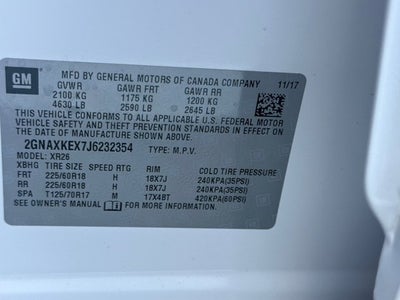 GM
MFD BY GENERAL MOTORS OF CANADA COMPANY
GVWR GAWR FRT GAWR RR 11/17
2100 KG 1175 KG 1200 KG
4630 LB 2590 LB 2645 LB
THIS VEHICLE CONFORMS TO ALL APPLICABLE U.S. FEDERAL MOTOR
VEHICLE SAFETY AND THEFT PREVENTION STANDARDS IN EFFECT
ON THE DATE OF MANUFACTURE SHOWN ABOVE.
2GNAXKEX7J6232354 TYPE: M.P.V.
MODEL: XR26
XBHG TIRE SIZE SPEED RTG RIM COLD TIRE PRESSURE
FRT 225/60R18 H 18X7J 240KPA(35PSI)
RR 225/60R18 H 18X7J 240KPA(35PSI)
SPA T125/70R17 M 17X4BT 420KPA(60PSI)
SEE OWNER'S MANUAL FOR MORE INFORMATION.